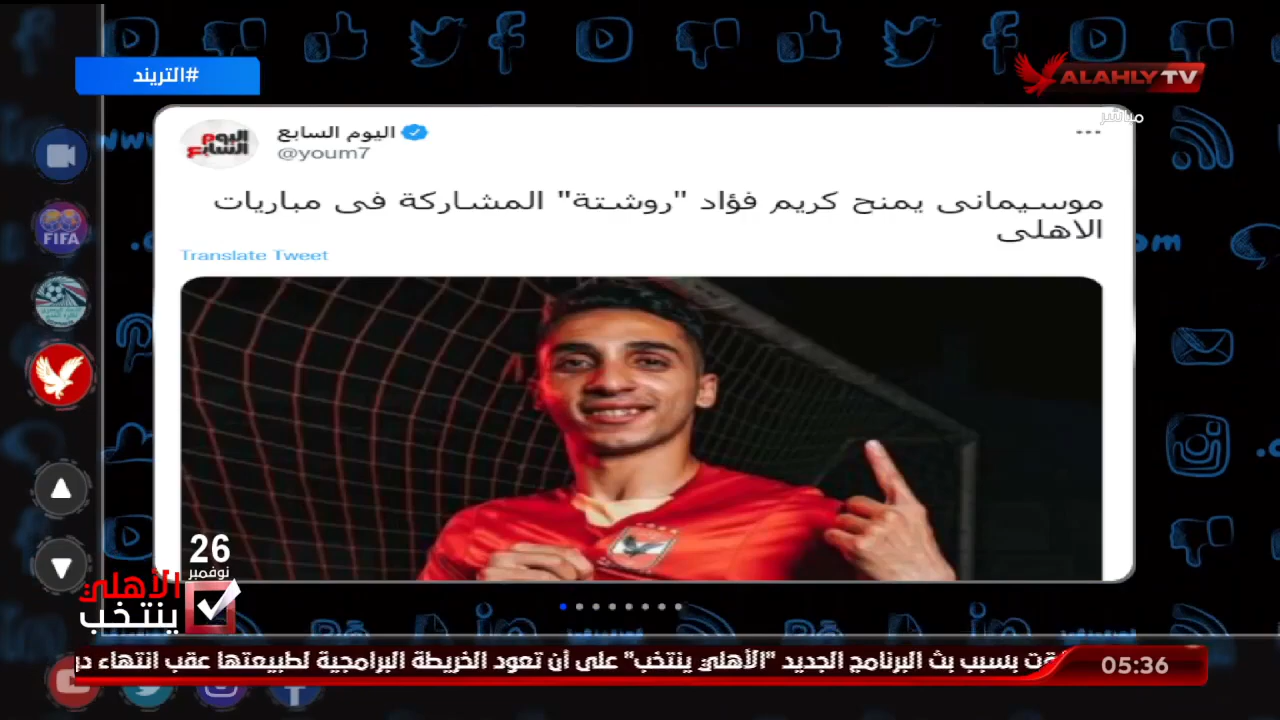 #التريند
ALAHLY TV
مباشر
اليوم السابع
اليوم السابع
@youm7
موسيمانى يمنح كريم فؤاد "روشتة" المشاركة فى مباريات
الاهلى
Translate Tweet
FIFA
26
نوفمبر
الأهلي
ينتخب
بسبب بث البرنامج الجديد "الأهلي ينتخب" على أن تعود الخريطة البرامجية لطبيعتها عقب انتهاء
05:36